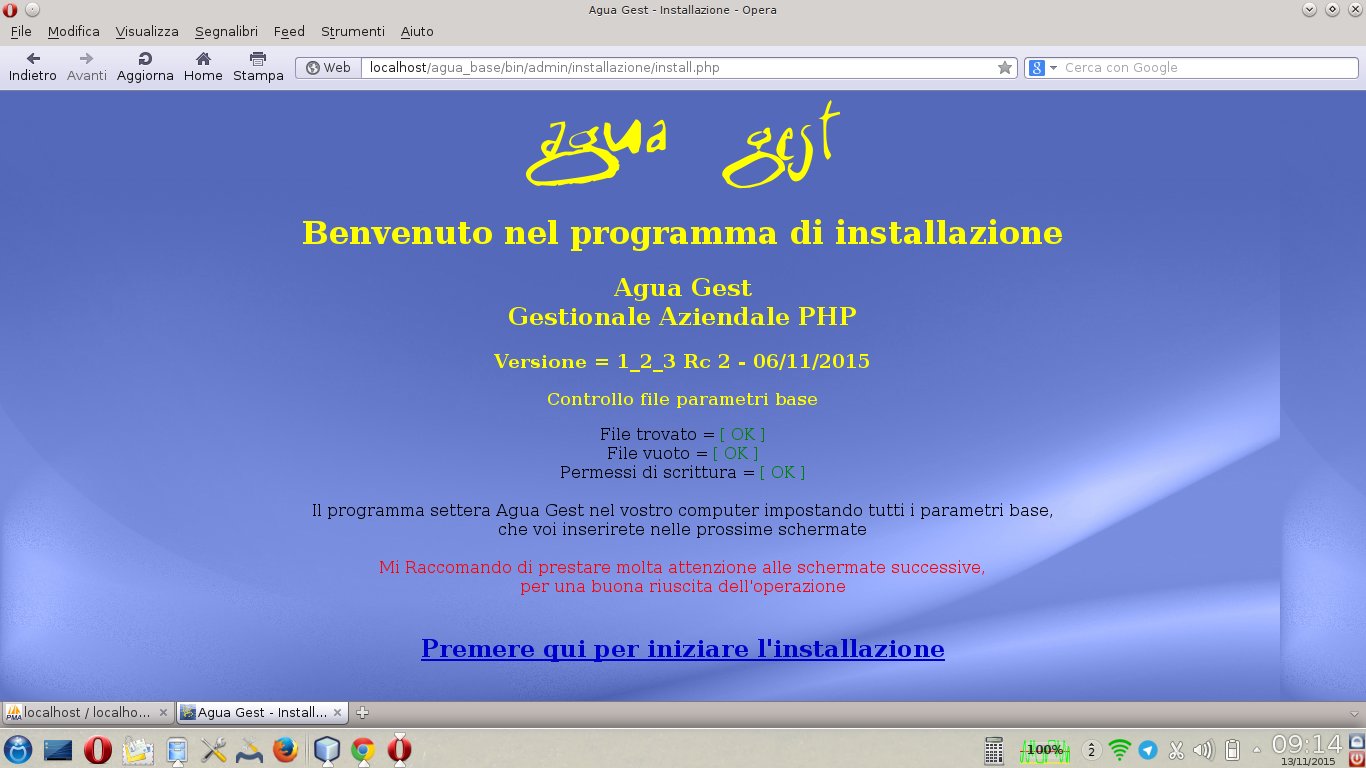 Agua Gest - Installazione - Opera
File Modifica Visualizza Segnalibri Feed Strumenti Aiuto
Indietro Avanti Aggiorna Home Stampa
Web localhost/agua_base/bin/admin/installazione/install.php
Cerca con Google
agua gest
Benvenuto nel programma di installazione
Agua Gest
Gestionale Aziendale PHP
Versione = 1_2_3 Rc 2 - 06/11/2015
Controllo file parametri base
File trovato = [ OK ]
File vuoto = [ OK ]
Permessi di scrittura = [ OK ]
Il programma settera Agua Gest nel vostro computer impostando tutti i parametri base,
che voi inserirete nelle prossime schermate
Mi Raccomando di prestare molta attenzione alle schermate successive,
per una buona riuscita dell'operazione
Premere qui per iniziare l'installazione
PMA localhost / localho...
Agua Gest - Install...
100%
2
09:14
13/11/2015